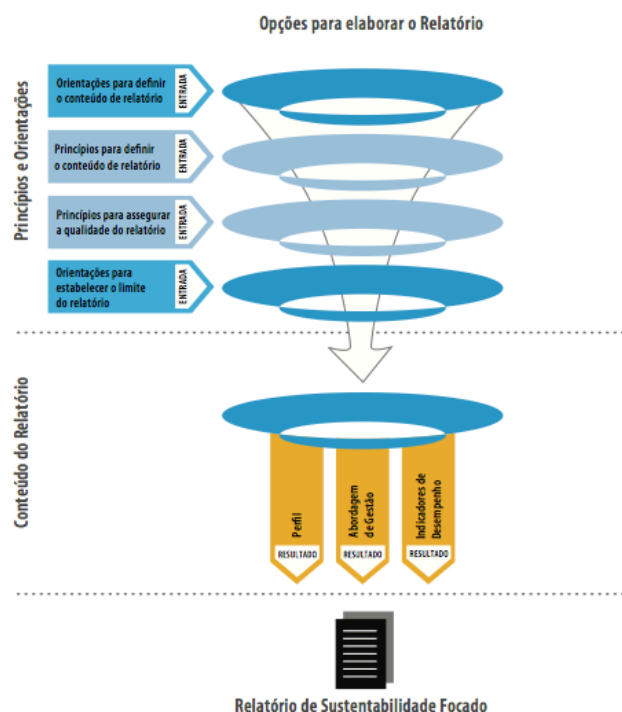 Opções para elaborar o Relatório
Princípios e Orientações
Orientações para definir
o conteúdo de relatório
ENTRADA
Princípios para definir
o conteúdo de relatório
ENTRADA
Princípios para assegurar
a qualidade do relatório
ENTRADA
Orientações para
estabelecer o limite
do relatório
ENTRADA
Conteúdo do Relatório
Perfil
RESULTADO
Abordagem
de Gestão
RESULTADO
Indicadores de
Desempenho
RESULTADO
Relatório de Sustentabilidade Focado